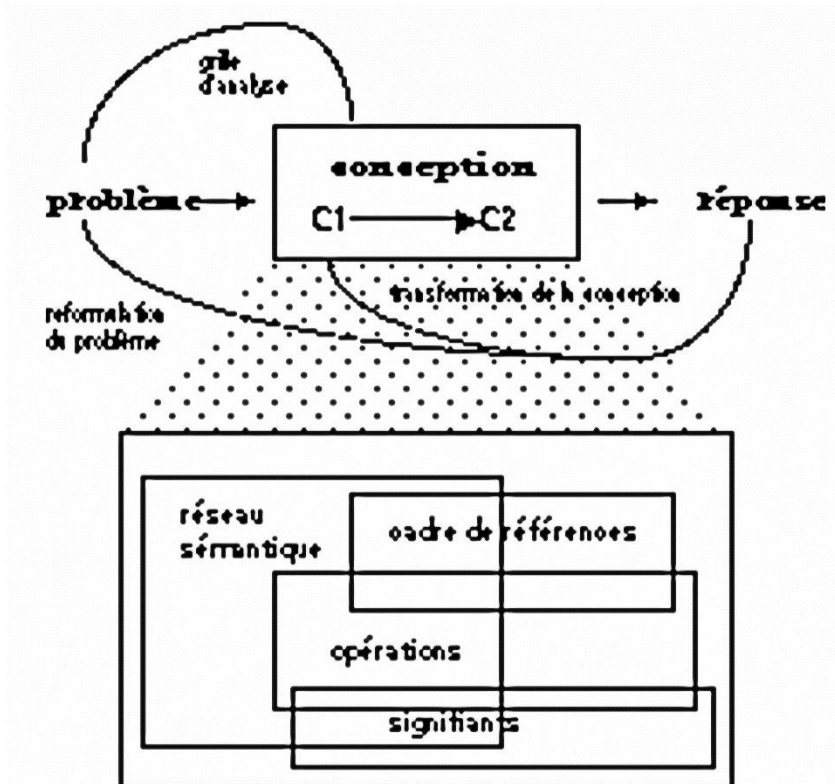 grille
d'analyse
conception
problème
C1
C2
réponse
transformation de la conception
reformulation
du problème
réseau
sémantique
cadre de références
opérations
signifiants